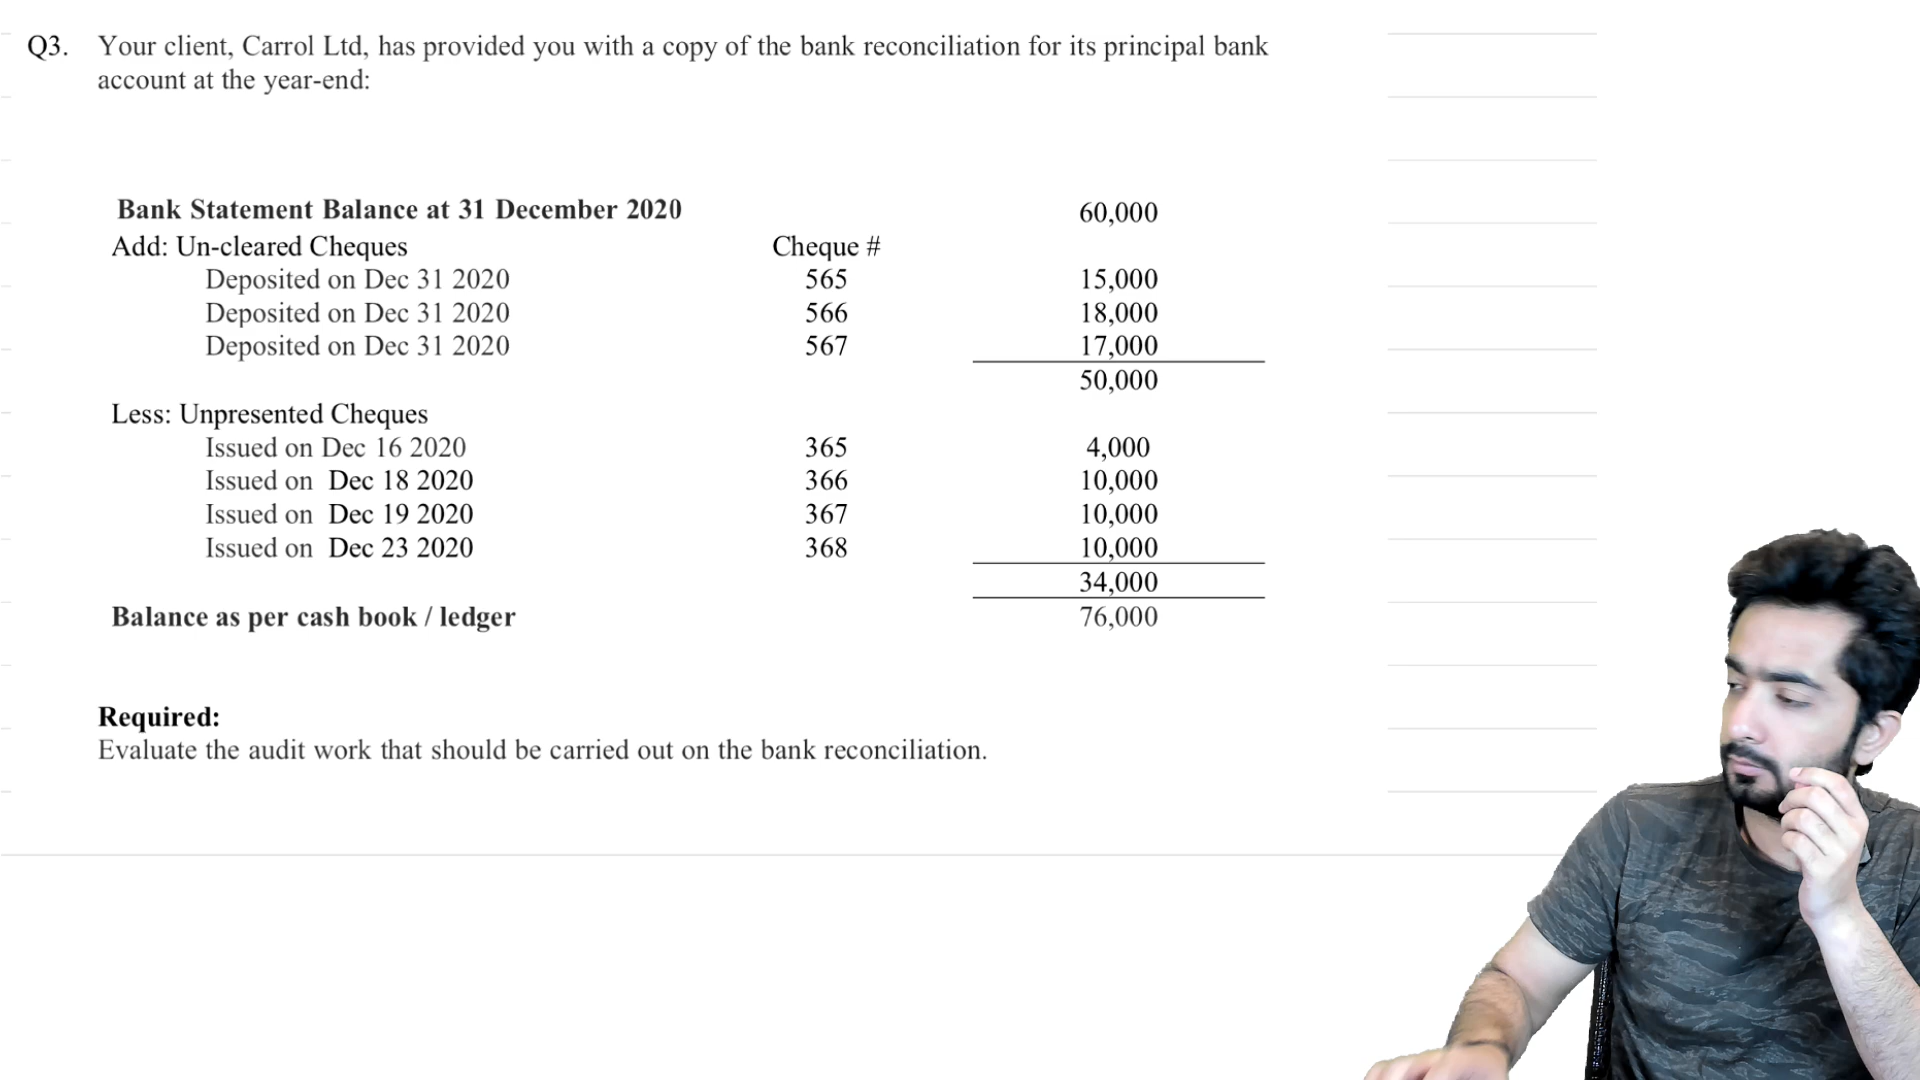 Q3. Your client, Carrol Ltd, has provided you with a copy of the bank reconciliation for its principal bank
account at the year-end:
Bank Statement Balance at 31 December 2020 60,000
Add: Un-cleared Cheques Cheque #
Deposited on Dec 31 2020 565 15,000
Deposited on Dec 31 2020 566 18,000
Deposited on Dec 31 2020 567 17,000
50,000
Less: Unpresented Cheques
Issued on Dec 16 2020 365 4,000
Issued on Dec 18 2020 366 10,000
Issued on Dec 19 2020 367 10,000
Issued on Dec 23 2020 368 10,000
34,000
Balance as per cash book / ledger 76,000
Required:
Evaluate the audit work that should be carried out on the bank reconciliation.